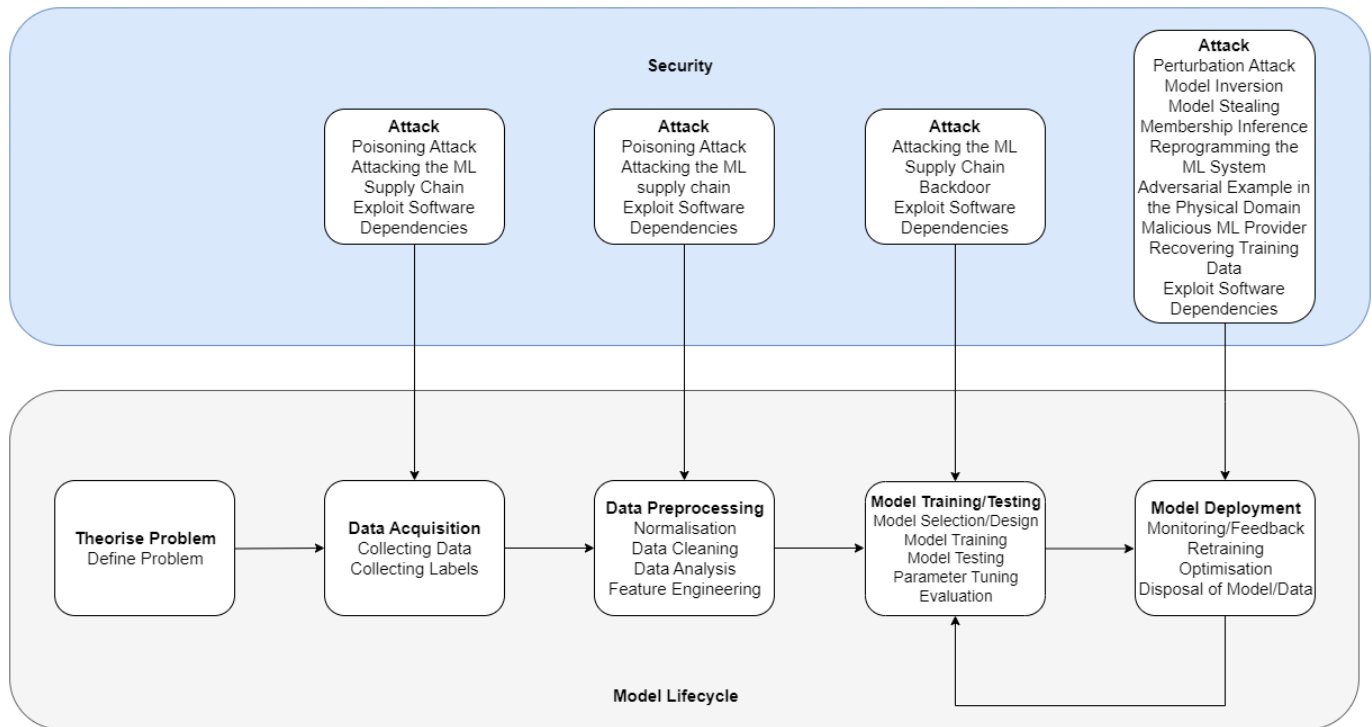 Security
Attack
Poisoning Attack
Attacking the ML
Supply Chain
Exploit Software
Dependencies
Attack
Poisoning Attack
Attacking the ML
supply chain
Exploit Software
Dependencies
Attack
Attacking the ML
Supply Chain
Backdoor
Exploit Software
Dependencies
Attack
Perturbation Attack
Model Inversion
Model Stealing
Membership Inference
Reprogramming the
ML System
Adversarial Example in
the Physical Domain
Malicious ML Provider
Recovering Training
Data
Exploit Software
Dependencies
Theorise Problem
Define Problem
Data Acquisition
Collecting Data
Collecting Labels
Data Preprocessing
Normalisation
Data Cleaning
Data Analysis
Feature Engineering
Model Training/Testing
Model Selection/Design
Model Training
Model Testing
Parameter Tuning
Evaluation
Model Deployment
Monitoring/Feedback
Retraining
Optimisation
Disposal of Model/Data
Model Lifecycle